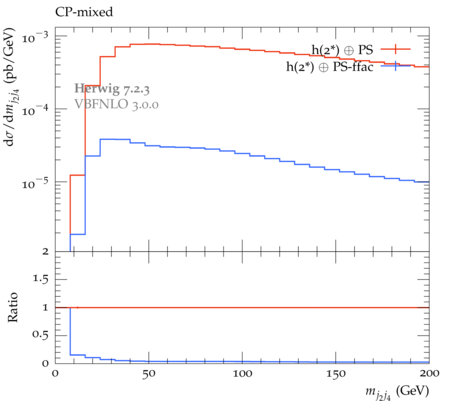 CP-mixed
10⁻³
h(2*) ⊕ PS
h(2*) ⊕ PS-ffac
Herwig 7.2.3
VBFNLO 3.0.0
10⁻⁴
10⁻⁵
dσ/dm_{j₂j₄} (pb/GeV)
2
1.5
1
0.5
0
Ratio
0 50 100 150 200
m_{j₂j₄} (GeV)